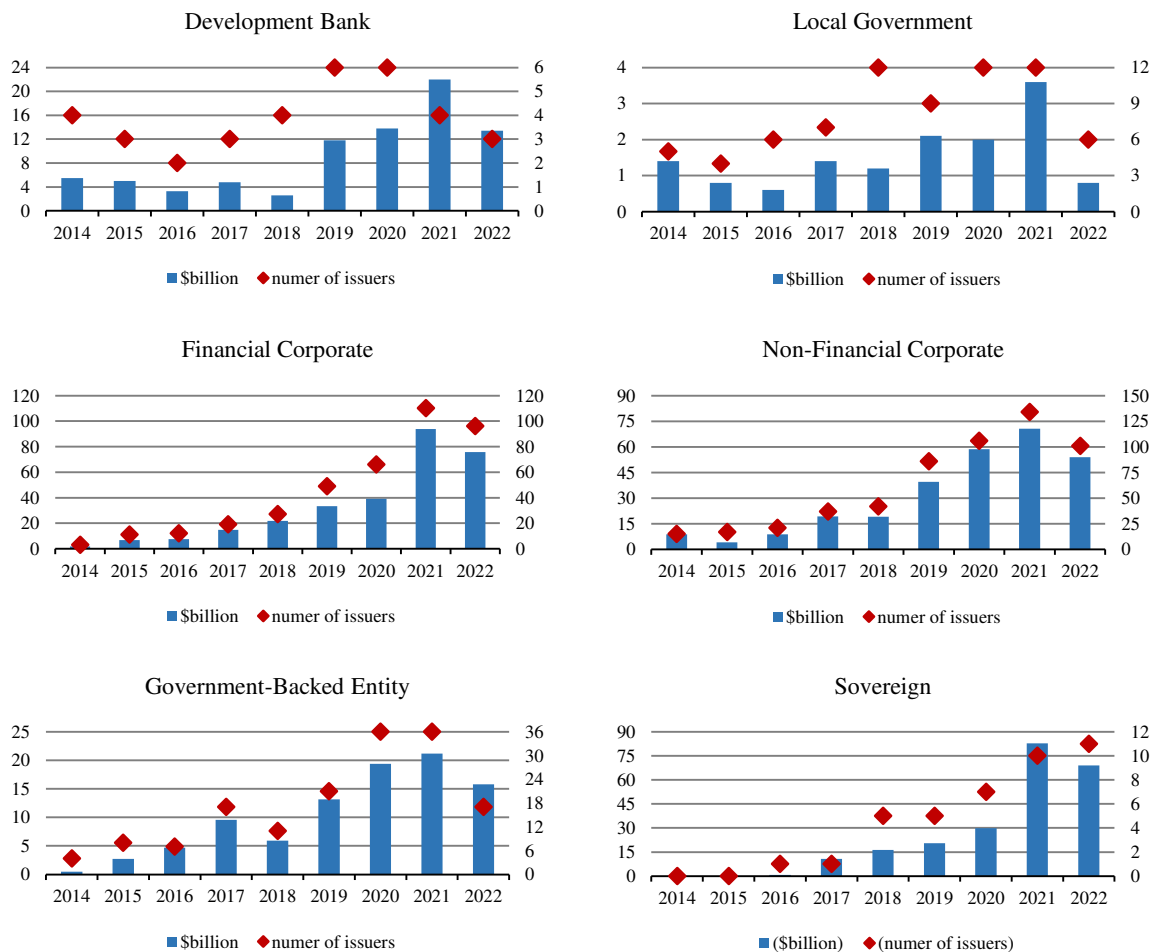 Development Bank
24 6
20 5
16 4
12 3
8 2
4 1
0 0
2014 2015 2016 2017 2018 2019 2020 2021 2022
$billion numer of issuers
Local Government
4 12
3 9
2 6
1 3
0 0
2014 2015 2016 2017 2018 2019 2020 2021 2022
$billion numer of issuers
Financial Corporate
120 120
100 100
80 80
60 60
40 40
20 20
0 0
2014 2015 2016 2017 2018 2019 2020 2021 2022
$billion numer of issuers
Non-Financial Corporate
90 150
75 125
60 100
45 75
30 50
15 25
0 0
2014 2015 2016 2017 2018 2019 2020 2021 2022
$billion numer of issuers
Government-Backed Entity
25 36
20 30
15 24
10 18
5 12
0 6
0
2014 2015 2016 2017 2018 2019 2020 2021 2022
$billion numer of issuers
Sovereign
90 12
75 10
60 8
45 6
30 4
15 2
0 0
2014 2015 2016 2017 2018 2019 2020 2021 2022
($billion) (numer of issuers)